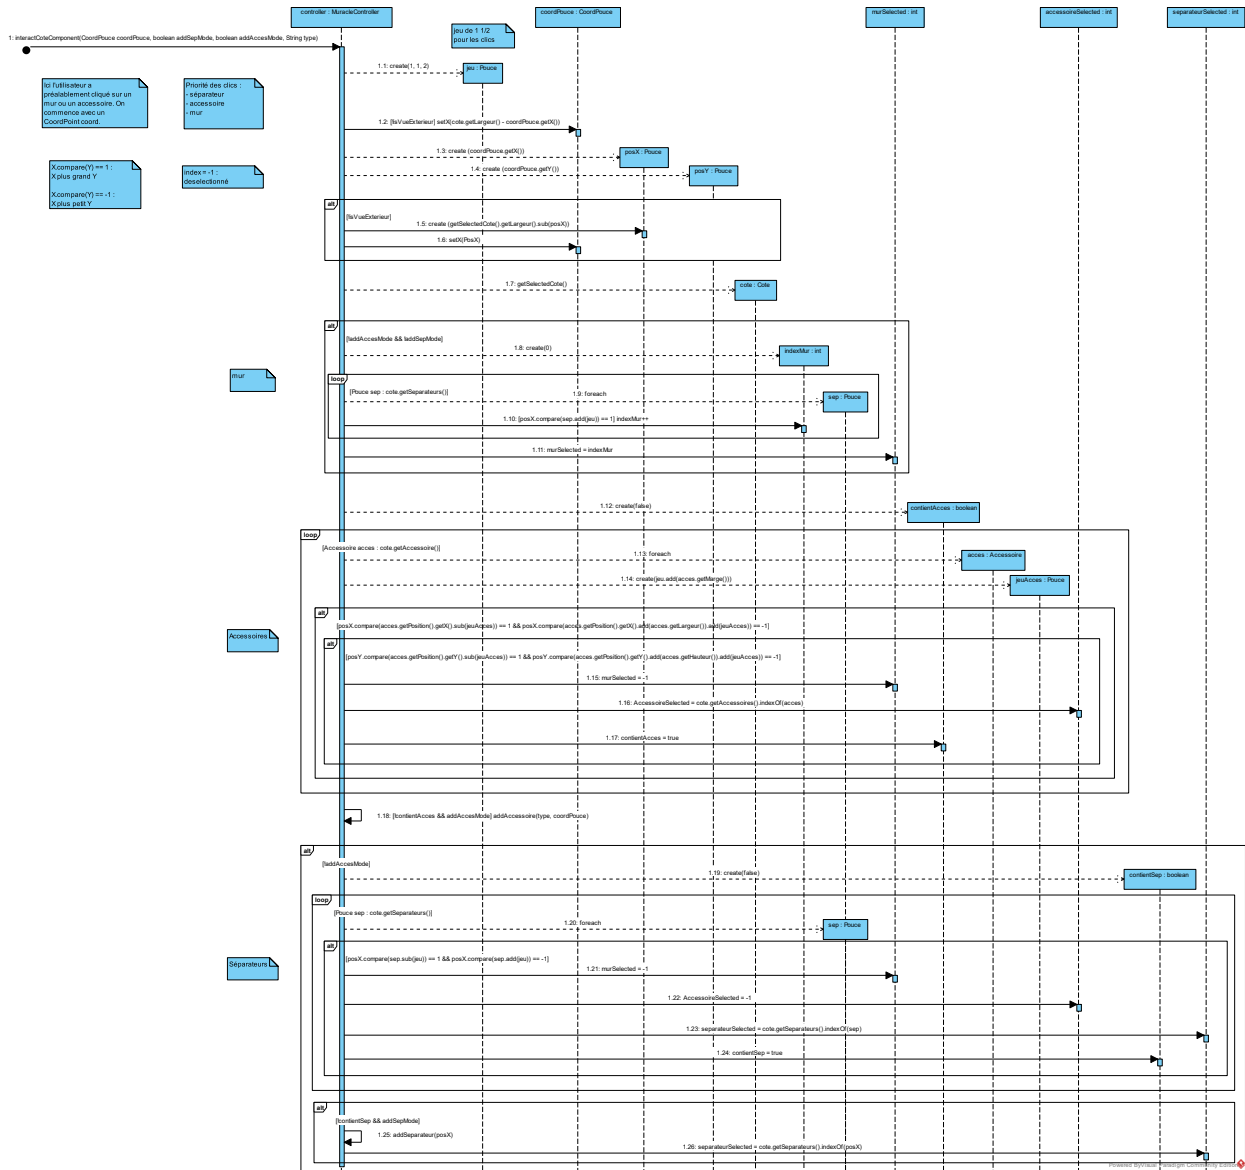 controller : MuracleController
coordPouce : CoordPouce
murSelected : int
accessoireSelected : int
separateurSelected : int
jeu de 1 1/2
pour les clics
1: interactCoteComponent(CoordPouce coordPouce, boolean addSepMode, boolean addAccesMode, String type)
1.1: create(1, 1, 2)
jeu : Pouce
Ici l'utilisateur a
préalablement cliqué sur un
mur ou un accessoire. On
commence avec un
CoordPoint coord.
Priorité des clics :
- séparateur
- accessoire
- mur
1.2: [!isVueExterieur] setX(cote.getLargeur() - coordPouce.getX())
1.3: create (coordPouce.getX())
posX : Pouce
1.4: create (coordPouce.getY())
posY : Pouce
X.compare(Y) == 1 :
X plus grand Y
X.compare(Y) == -1 :
X plus petit Y
index = -1 :
deselectionné
alt
[!isVueExterieur]
1.5: create (getSelectedCote().getLargeur().sub(posX))
1.6: setX(PosX)
1.7: getSelectedCote()
cote : Cote
alt
[!addAccesMode && !addSepMode]
1.8: create(0)
indexMur : int
mur
loop
[Pouce sep : cote.getSeparateurs()]
1.9: foreach
sep : Pouce
1.10: [posX.compare(sep.add(jeu)) == 1] indexMur++
1.11: murSelected = indexMur
1.12: create(false)
contientAcces : boolean
loop
[Accessoire acces : cote.getAccessoire()]
1.13: foreach
acces : Accessoire
1.14: create(jeu.add(acces.getMarge()))
jeuAcces : Pouce
alt
Accessoires
[posX.compare(acces.getPosition().getX().sub(jeuAcces)) == 1 && posX.compare(acces.getPosition().getX().add(acces.getLargeur()).add(jeuAcces)) == -1]
alt
[posY.compare(acces.getPosition().getY().sub(jeuAcces)) == 1 && posY.compare(acces.getPosition().getY().add(acces.getHauteur()).add(jeuAcces)) == -1]
1.15: murSelected = -1
1.16: AccessoireSelected = cote.getAccessoires().indexOf(acces)
1.17: contientAcces = true
1.18: [!contientAcces && addAccesMode] addAccessoire(type, coordPouce)
alt
[!addAccesMode]
1.19: create(false)
contientSep : boolean
loop
[Pouce sep : cote.getSeparateurs()]
1.20: foreach
sep : Pouce
alt
Séparateurs
[posX.compare(sep.sub(jeu)) == 1 && posX.compare(sep.add(jeu)) == -1]
1.21: murSelected = -1
1.22: AccessoireSelected = -1
1.23: separateurSelected = cote.getSeparateurs().indexOf(sep)
1.24: contientSep = true
alt
[!contientSep && addSepMode]
1.25: addSeparateur(posX)
1.26: separateurSelected = cote.getSeparateurs().indexOf(posX)
Powered By Visual Paradigm Community Edition